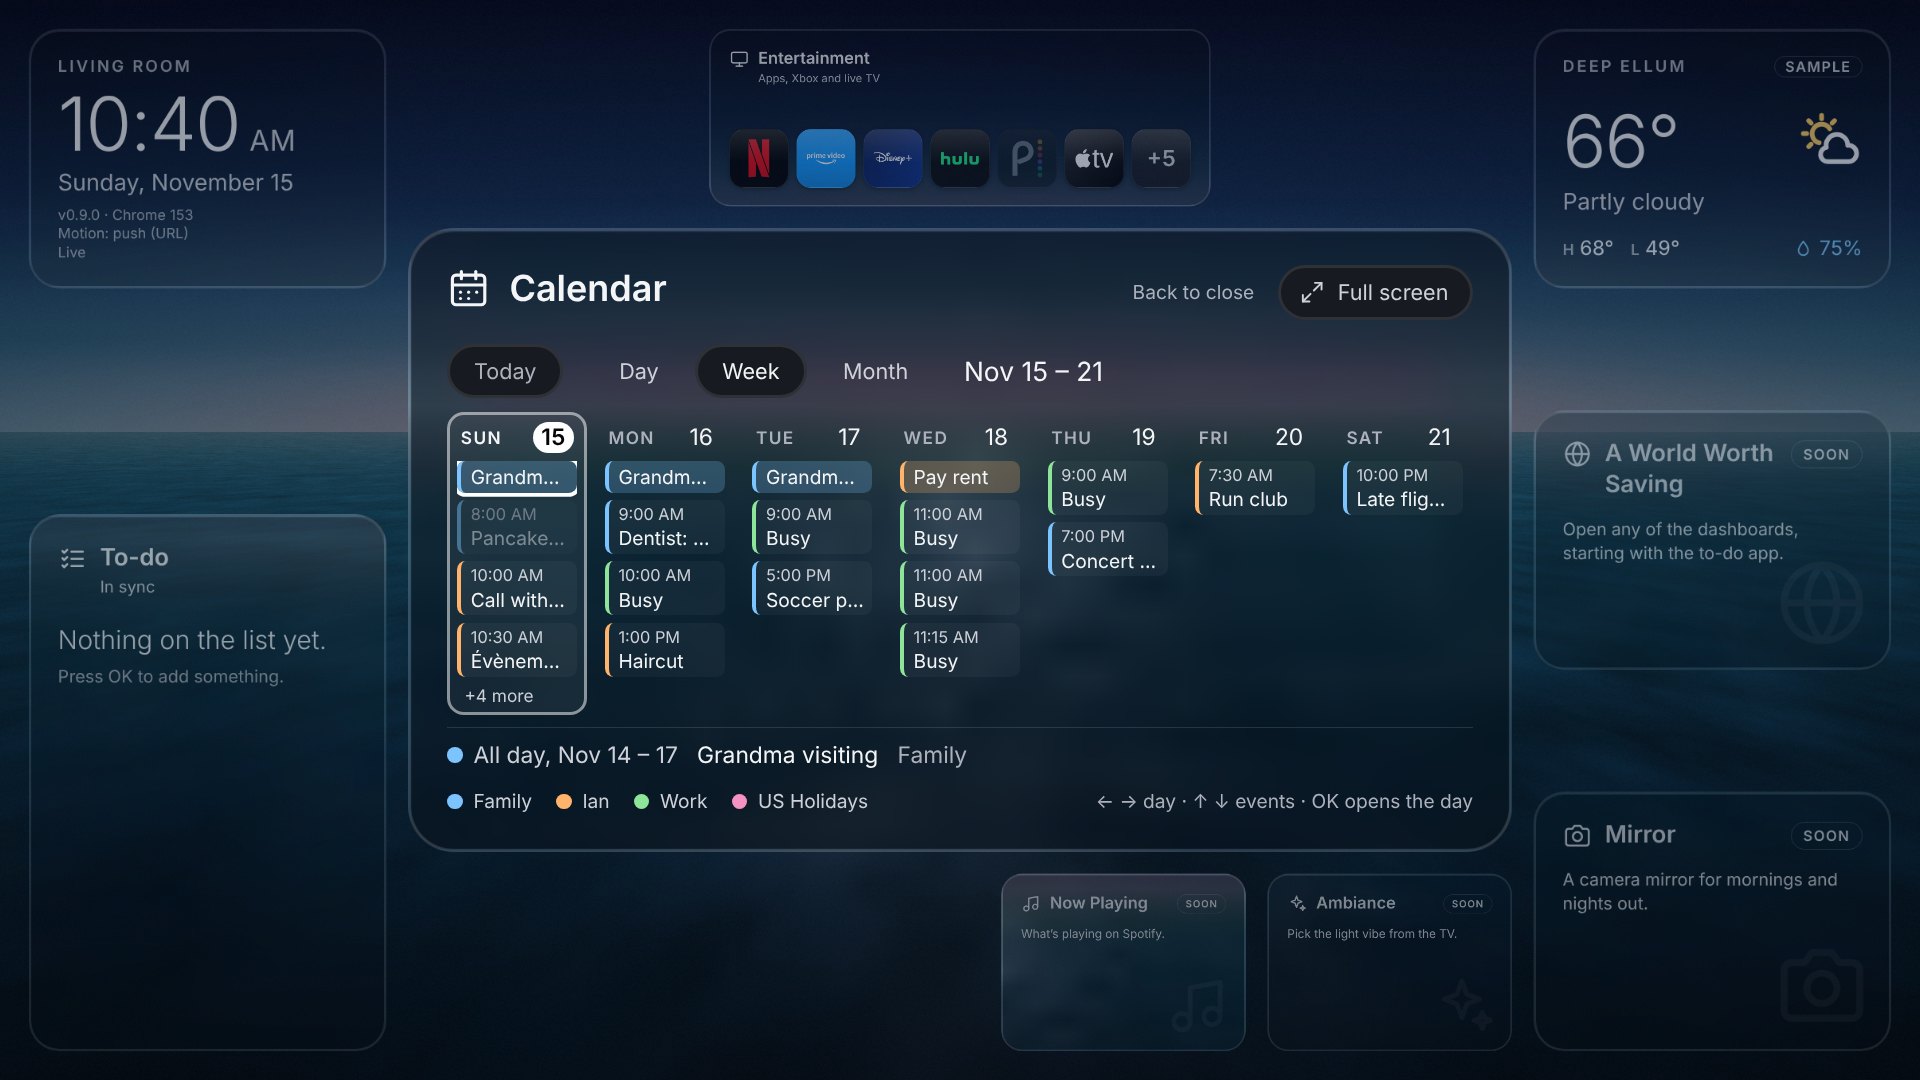 LIVING ROOM
10:40 AM
Sunday, November 15
v0.9.0 · Chrome 153
Motion: push (URL)
Live
Entertainment
Apps, Xbox and live TV
N
prime video
Disney+
hulu
P
tv
+5
DEEP ELLUM
SAMPLE
66°
Partly cloudy
H 68° L 49°
75%
Calendar
Back to close
Full screen
Today
Day
Week
Month
Nov 15 – 21
SUN 15
Grandm...
8:00 AM
Pancake...
10:00 AM
Call with...
10:30 AM
Évènem...
+4 more
MON 16
Grandm...
9:00 AM
Dentist: ...
10:00 AM
Busy
1:00 PM
Haircut
TUE 17
Grandm...
9:00 AM
Busy
5:00 PM
Soccer p...
WED 18
Pay rent
11:00 AM
Busy
11:00 AM
Busy
11:15 AM
Busy
THU 19
9:00 AM
Busy
7:00 PM
Concert ...
FRI 20
7:30 AM
Run club
SAT 21
10:00 PM
Late flig...
All day, Nov 14 – 17 Grandma visiting Family
Family Ian Work US Holidays
← → day · ↑ ↓ events · OK opens the day
To-do
In sync
Nothing on the list yet.
Press OK to add something.
A World Worth
Saving
SOON
Open any of the dashboards,
starting with the to-do app.
Mirror
SOON
A camera mirror for mornings and
nights out.
Now Playing
SOON
What's playing on Spotify.
Ambiance
SOON
Pick the light vibe from the TV.